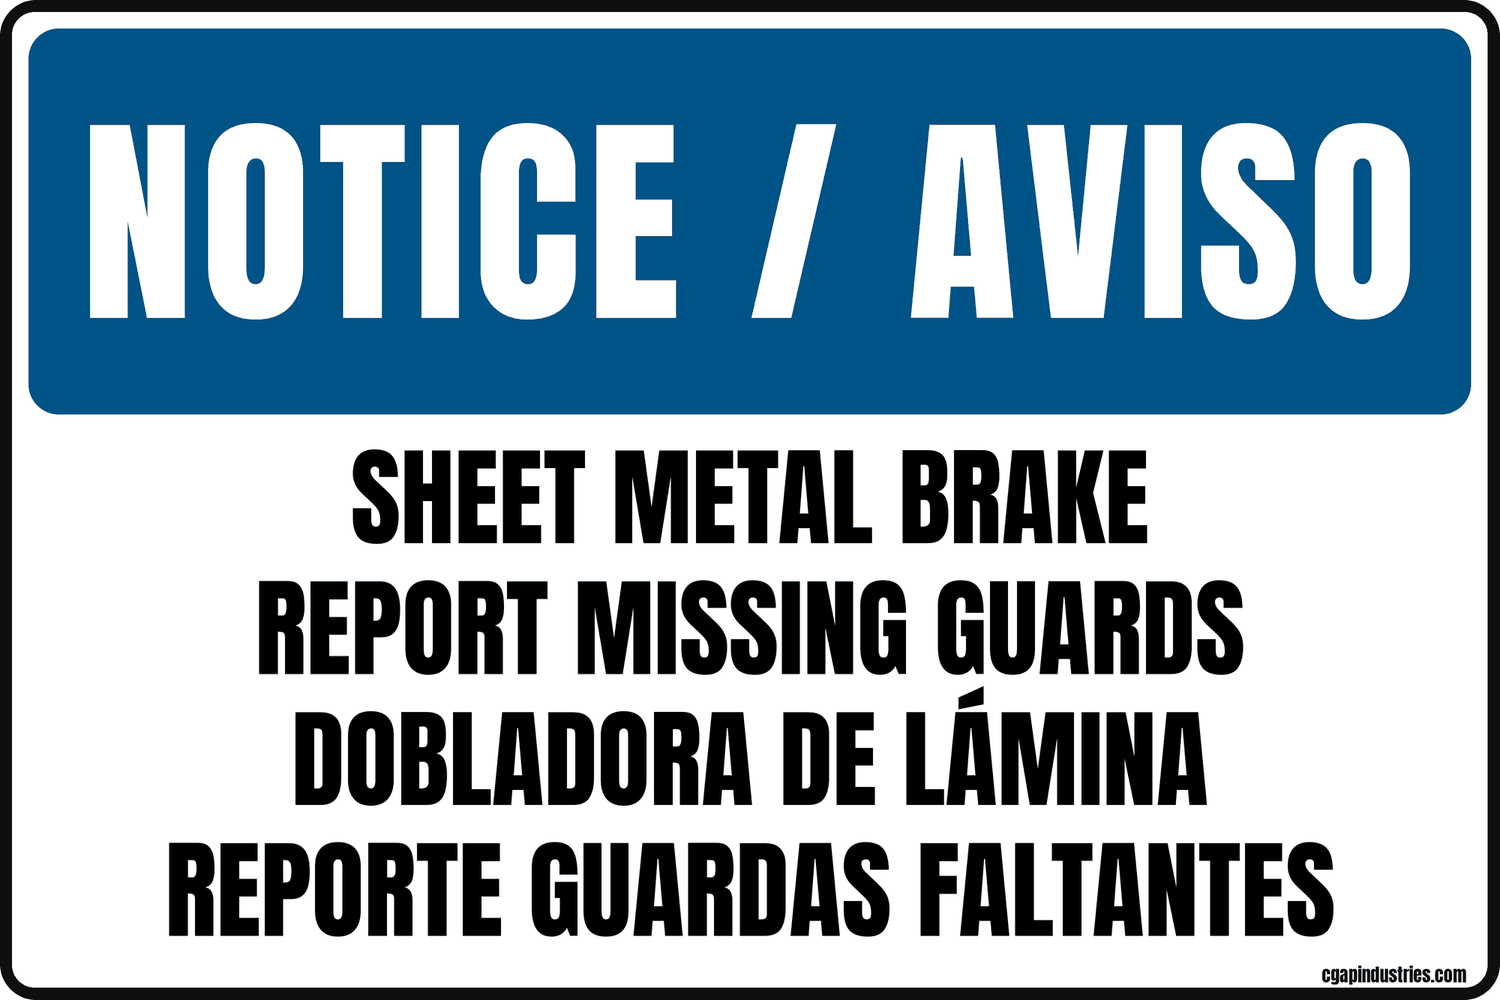 NOTICE / AVISO
SHEET METAL BRAKE
REPORT MISSING GUARDS
DOBLADORA DE LÁMINA
REPORTE GUARDAS FALTANTES
cgapindustries.com